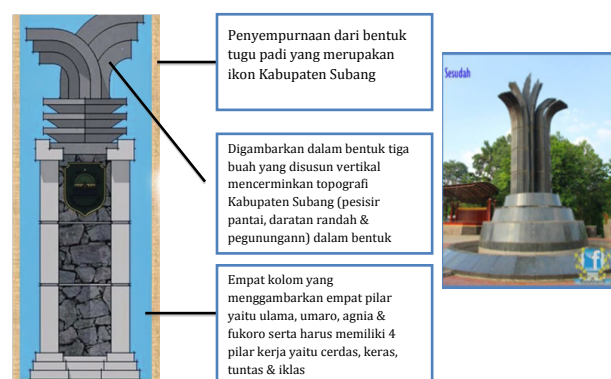 Penyempurnaan dari bentuk
tugu padi yang merupakan
ikon Kabupaten Subang
Digambarkan dalam bentuk tiga
buah yang disusun vertikal
mencerminkan topografi
Kabupaten Subang (pesisir
pantai, daratan randah &
pegunungann) dalam bentuk
Empat kolom yang
menggambarkan empat pilar
yaitu ulama, umaro, agnia &
fukoro serta harus memiliki 4
pilar kerja yaitu cerdas, keras,
tuntas & iklas
Sesudah